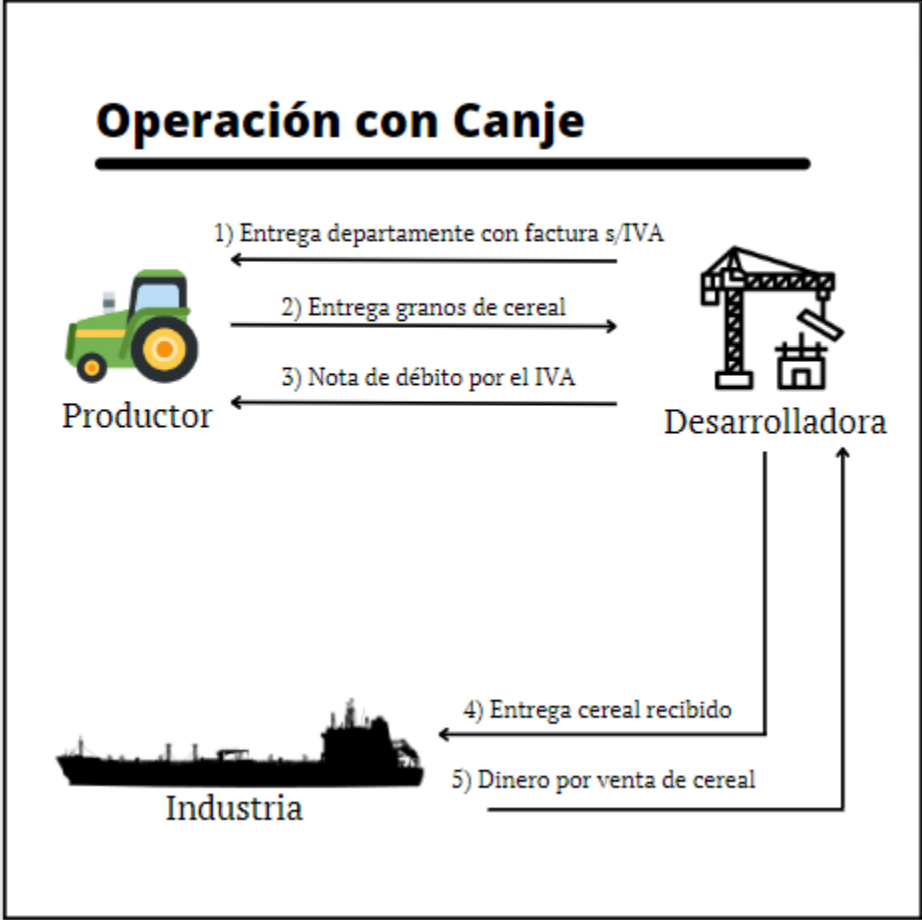 Operación con Canje
1) Entrega departamente con factura s/IVA
2) Entrega granos de cereal
3) Nota de débito por el IVA
Productor
Desarrolladora
4) Entrega cereal recibido
5) Dinero por venta de cereal
Industria